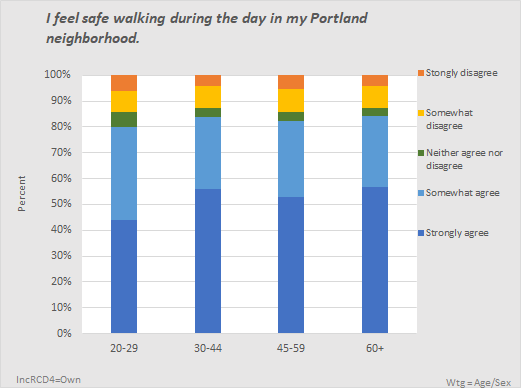 I feel safe walking during the day in my Portland
neighborhood.
100%
90%
80%
70%
60%
50%
40%
30%
20%
10%
0%
Percent
20-29
30-44
45-59
60+
Stongly disagree
Somewhat
disagree
Neither agree nor
disagree
Somewhat agree
Strongly agree
IncRCD4=Own
Wtg = Age/Sex